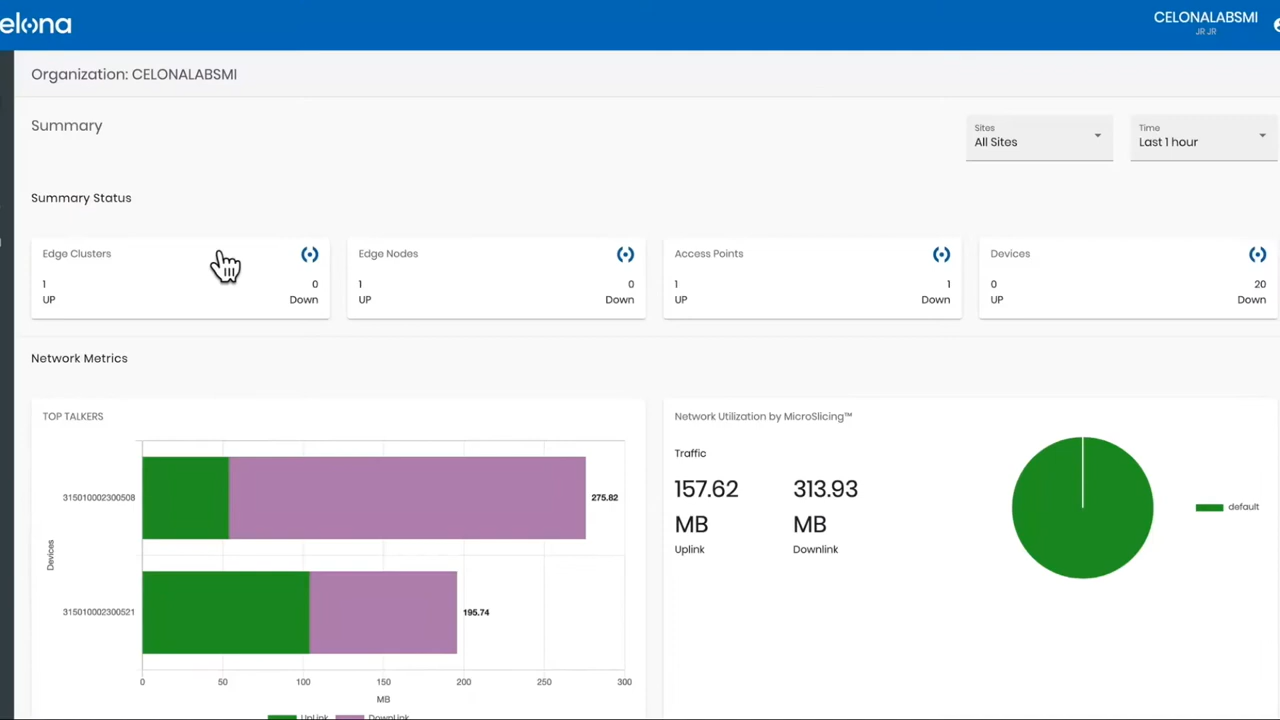 elona
CELONALABSMI
JR JR
Organization: CELONALABSMI
Summary
Sites
All Sites
Time
Last 1 hour
Summary Status
Edge Clusters
1
0
UP
Down
Edge Nodes
1
0
UP
Down
Access Points
1
1
UP
Down
Devices
0
20
UP
Down
Network Metrics
TOP TALKERS
Devices
315010002300508
275.82
315010002300521
195.74
0 50 100 150 200 250 300
MB
UpLink DownLink
Network Utilization by MicroSlicing™
Traffic
157.62 MB
Uplink
313.93 MB
Downlink
default